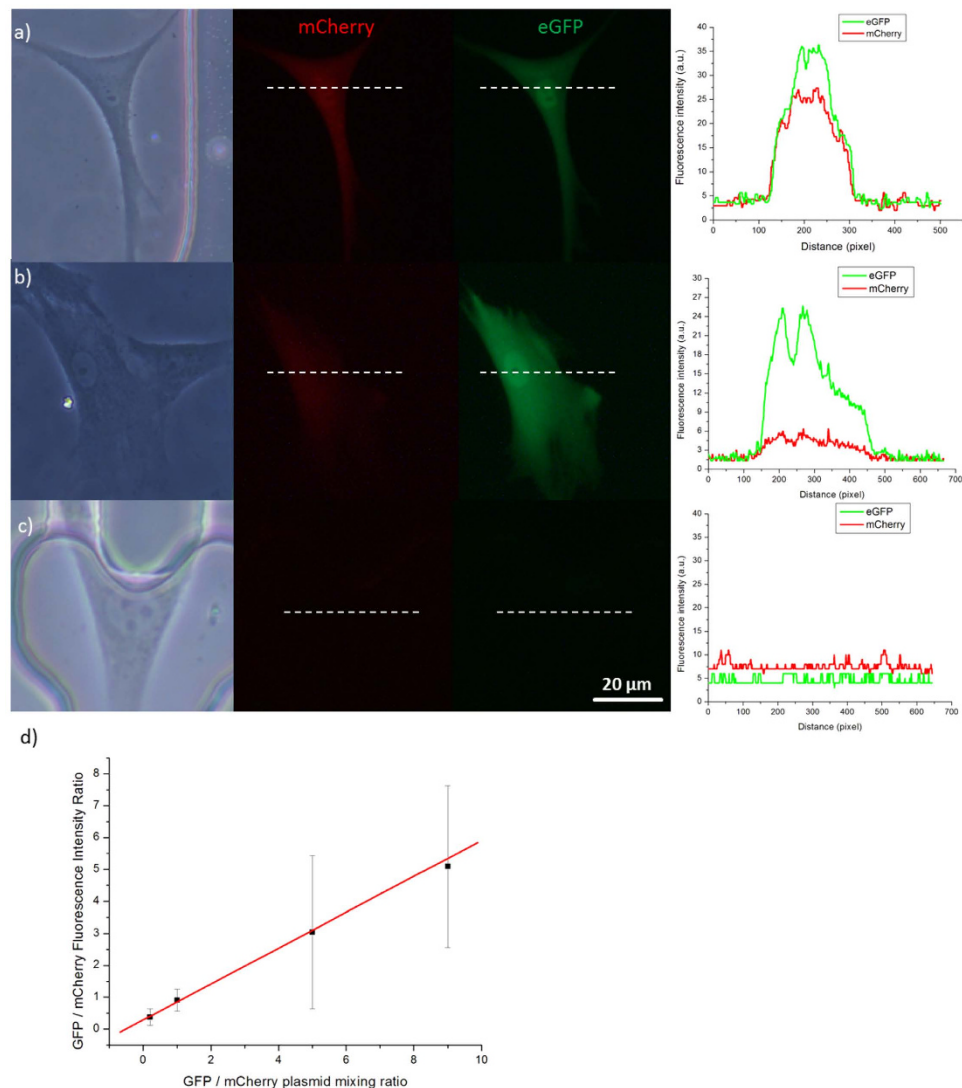 a)
mCherry
eGFP
eGFP
mCherry
Fluorescence intensity (a.u.)
40
35
30
25
20
15
10
5
0
0 100 200 300 400 500
Distance (pixel)
b)
eGFP
mCherry
Fluorescence intensity (a.u.)
30
27
24
21
18
15
12
9
6
3
0
0 100 200 300 400 500 600 700
Distance (pixel)
c)
20 µm
eGFP
mCherry
Fluorescence intensity (a.u.)
40
35
30
25
20
15
10
5
0
0 100 200 300 400 500 600 700
Distance (pixel)
d)
GFP / mCherry Fluorescence Intensity Ratio
8
7
6
5
4
3
2
1
0
0 2 4 6 8 10
GFP / mCherry plasmid mixing ratio